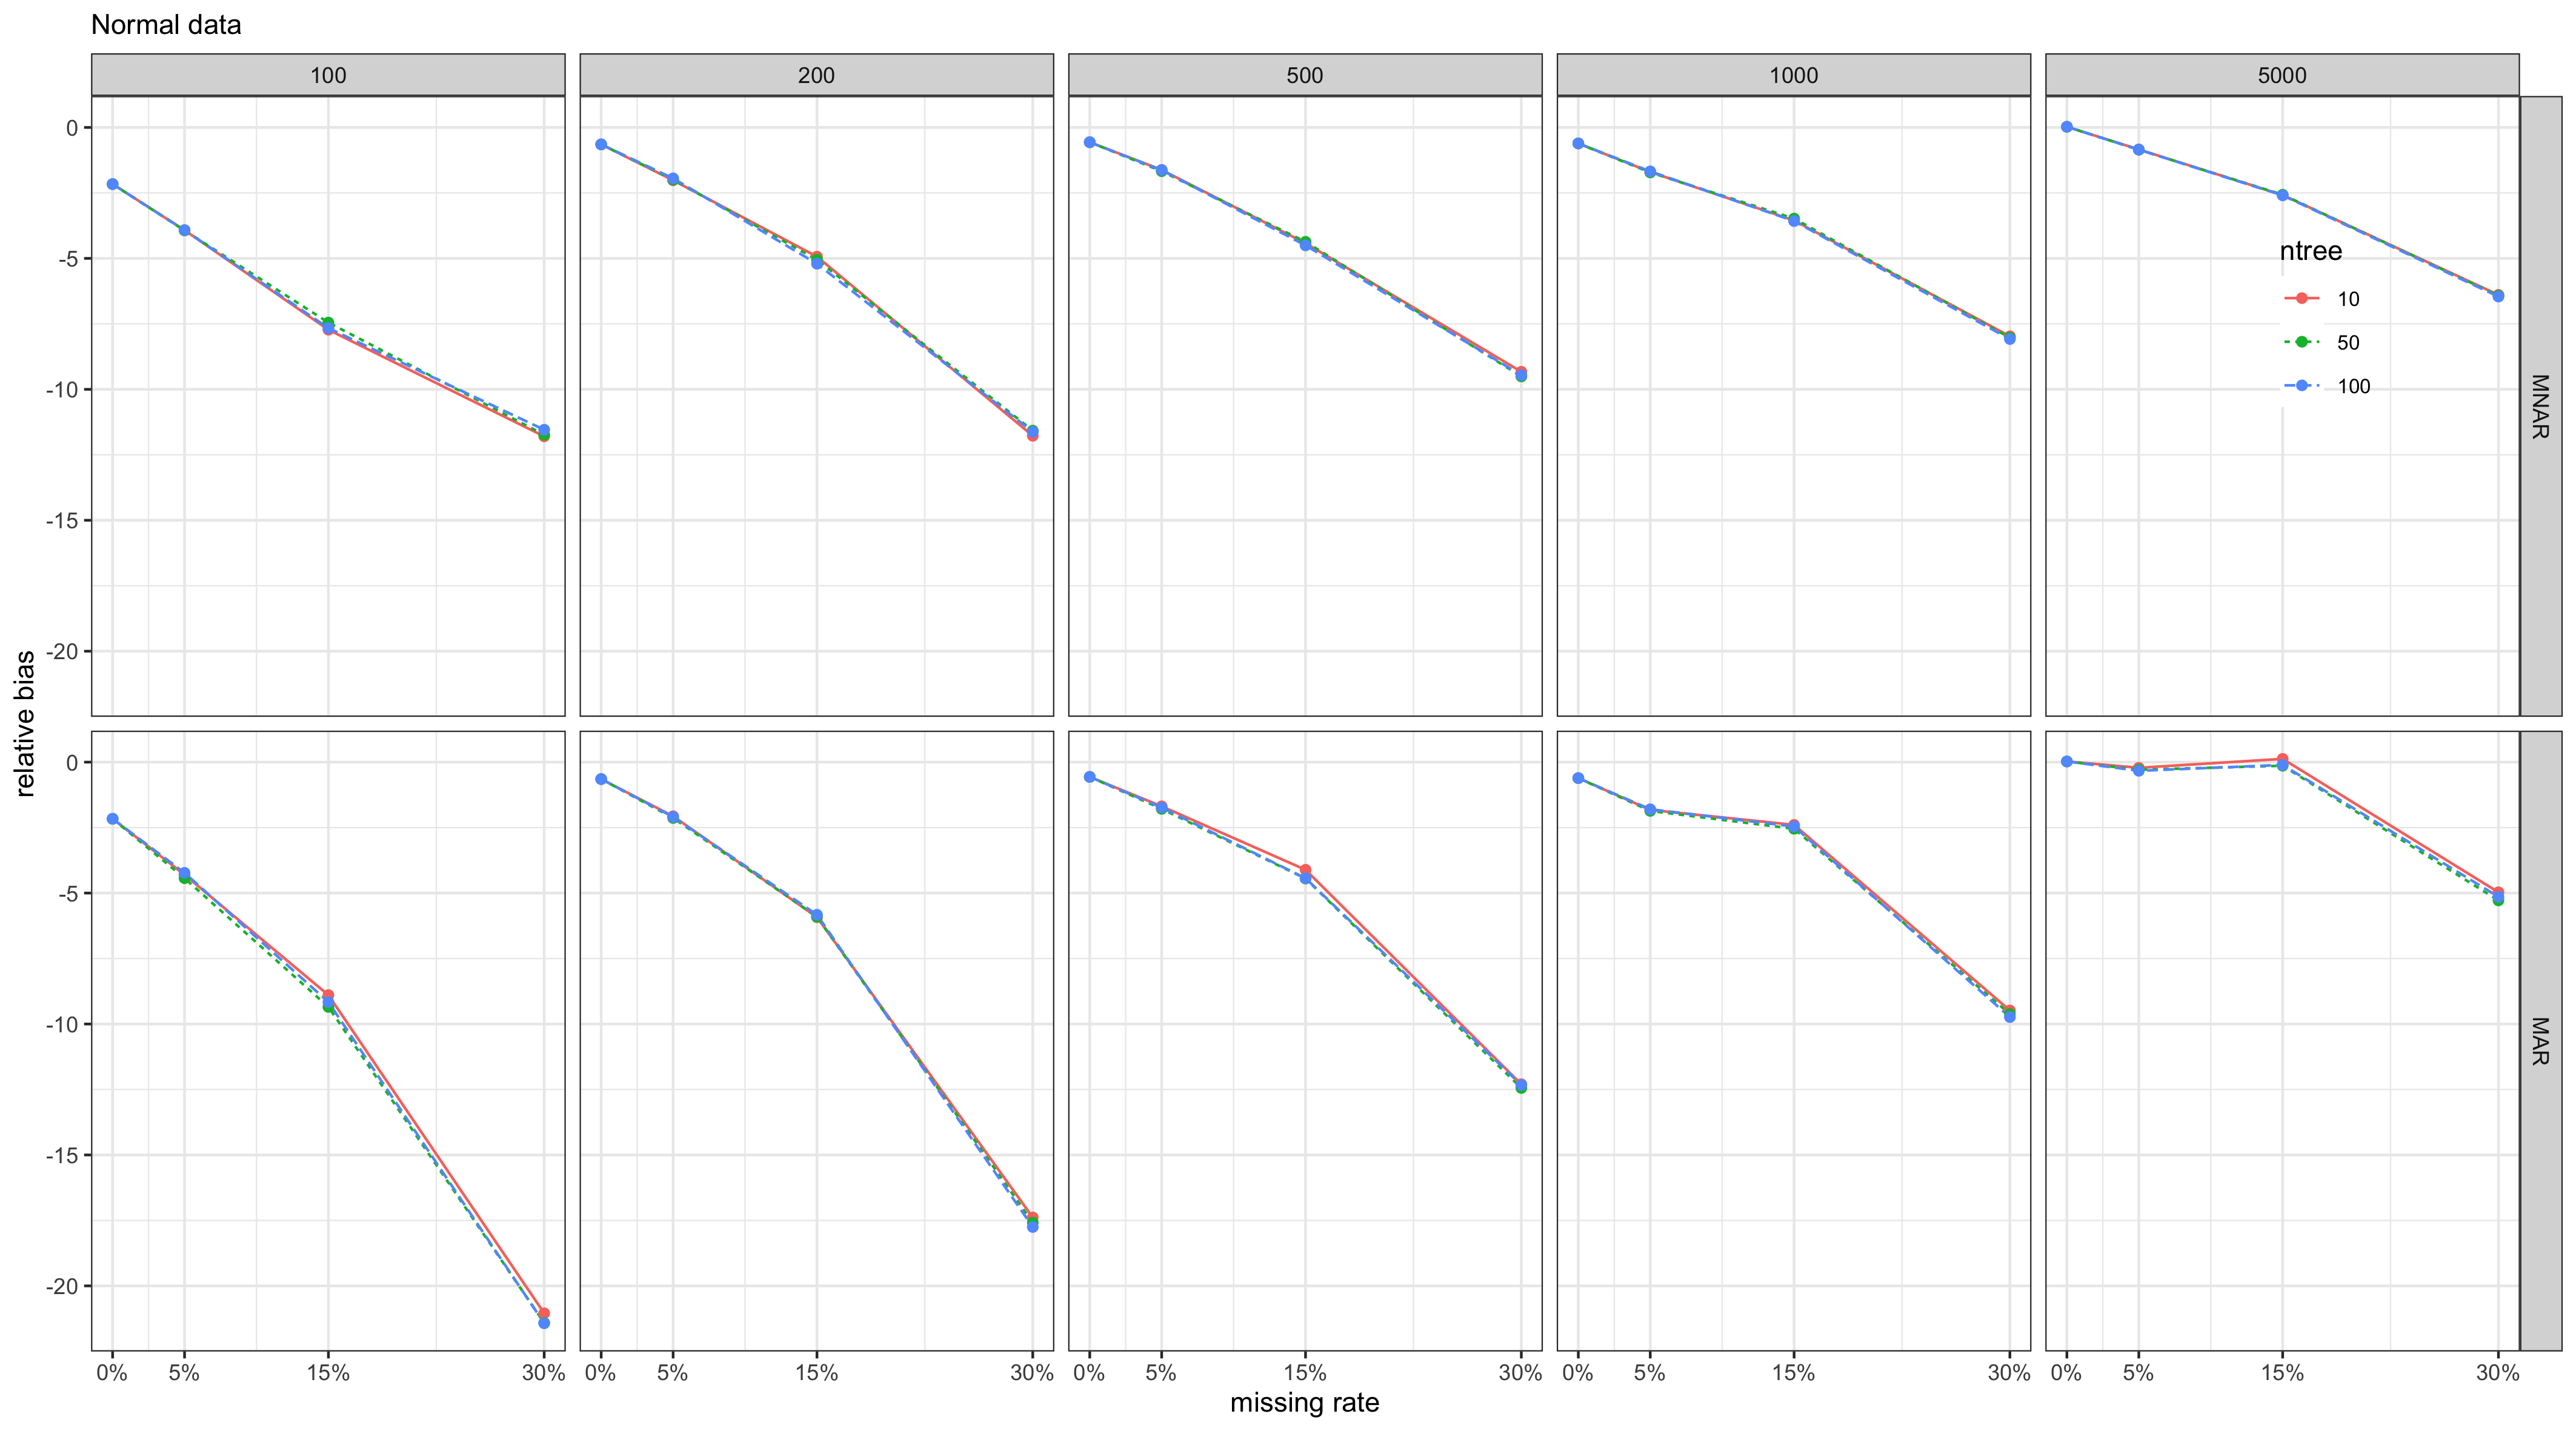 Normal data
100 200 500 1000 5000
0
-5
-10
-15
-20
MNAR
ntree
10
50
100
relative bias
0
-5
-10
-15
-20
MAR
0% 5% 15% 30% 0% 5% 15% 30% 0% 5% 15% 30% 0% 5% 15% 30% 0% 5% 15% 30%
missing rate